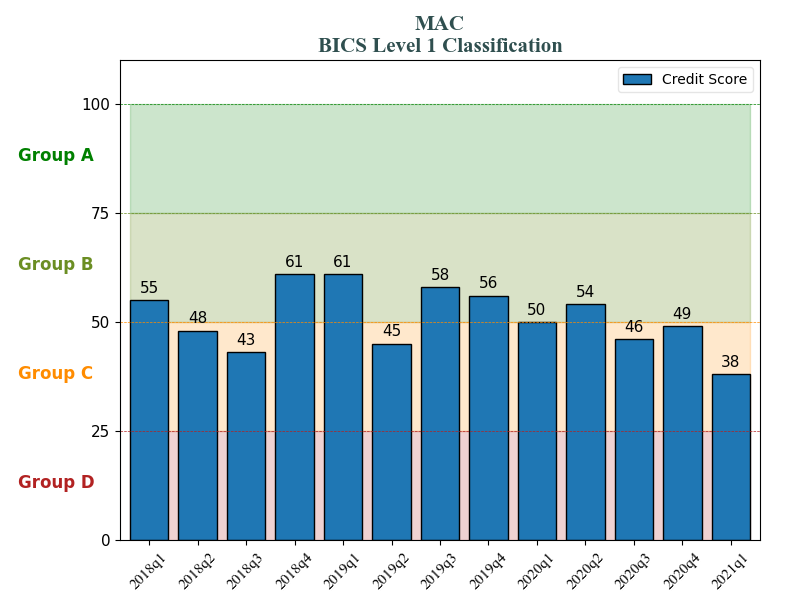 MAC
BICS Level 1 Classification
Credit Score
100
Group A
75
Group B
61 61
58
56
55
54
50
50
49
48
46
45
43
38
Group C
25
Group D
0
2018q1 2018q2 2018q3 2018q4 2019q1 2019q2 2019q3 2019q4 2020q1 2020q2 2020q3 2020q4 2021q1